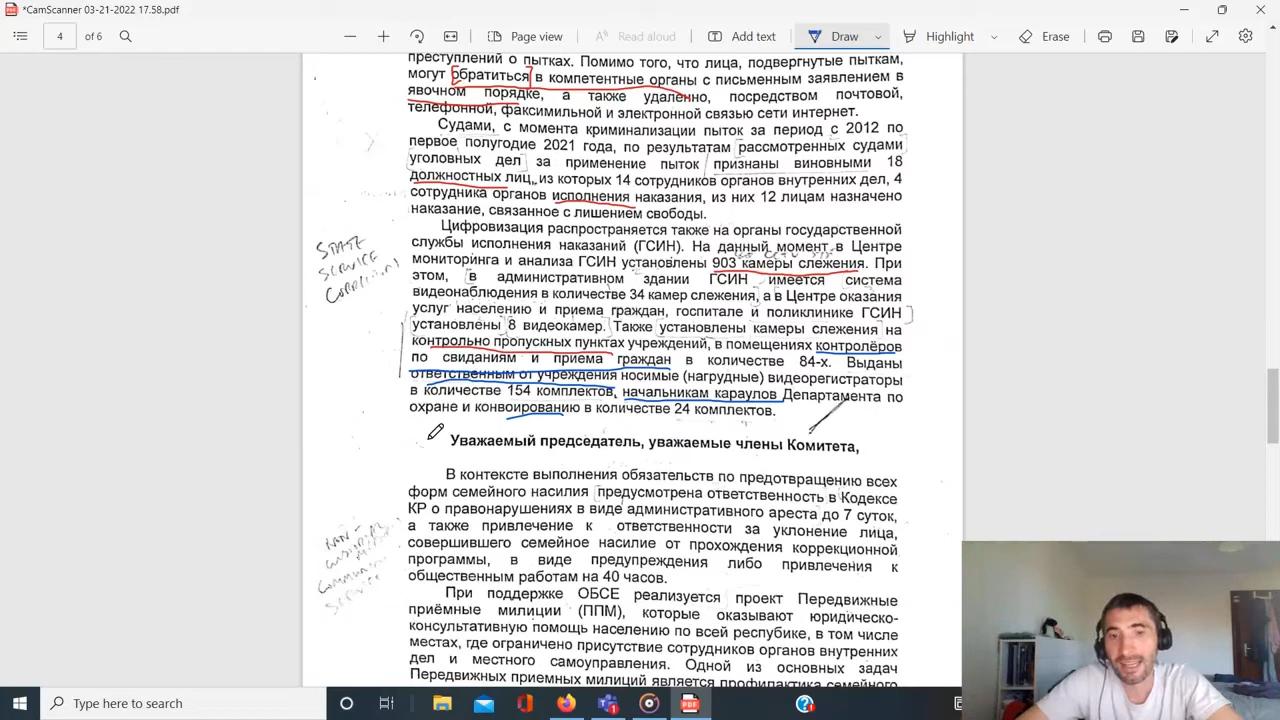 *CamScanner 03-21-2022 17.58.pdf
4 of 6 Page view Read aloud Add text Draw Highlight Erase
преступлений о пытках. Помимо того, что лица, подвергнутые пыткам,
могут обратиться в компетентные органы с письменным заявлением в
явочном порядке, а также удаленно, посредством почтовой,
телефонной, факсимильной и электронной связью сети интернет.
Судами, с момента криминализации пыток за период с 2012 по
первое полугодие 2021 года, по результатам рассмотренных судами
уголовных дел за применение пыток признаны виновными 18
должностных лиц, из которых 14 сотрудников органов внутренних дел, 4
сотрудника органов исполнения наказания, из них 12 лицам назначено
наказание, связанное с лишением свободы.
Цифровизация распространяется также на органы государственной
службы исполнения наказаний (ГСИН). На данный момент в Центре
мониторинга и анализа ГСИН установлены 903 камеры слежения. При
этом, в административном здании ГСИН имеется система
видеонаблюдения в количестве 34 камер слежения, а в Центре оказания
услуг населению и приема граждан, госпитале и поликлинике ГСИН
установлены 8 видеокамер. Также установлены камеры слежения на
контрольно пропускных пунктах учреждений, в помещениях контролёров
по свиданиям и приема граждан в количестве 84-х. Выданы
ответственным от учреждения носимые (нагрудные) видеорегистраторы
в количестве 154 комплектов, начальникам караулов Департамента по
охране и конвоированию в количестве 24 комплектов.
STATE
SERVICE
Уважаемый председатель, уважаемые члены Комитета,
В контексте выполнения обязательств по предотвращению всех
форм семейного насилия предусмотрена ответственность в Кодексе
КР о правонарушениях в виде административного ареста до 7 суток,
а также привлечение к ответственности за уклонение лица,
совершившего семейное насилие от прохождения коррекционной
программы, в виде предупреждения либо привлечения к
общественным работам на 40 часов.
При поддержке ОБСЕ реализуется проект Передвижные
приёмные милиции (ППМ), которые оказывают юридическо-
консультативную помощь населению по всей республике, в том числе
местах, где ограничено присутствие сотрудников органов внутренних
дел и местного самоуправления. Одной из основных задач
Передвижных приемных милиций является профилактика семейного
Type here to search